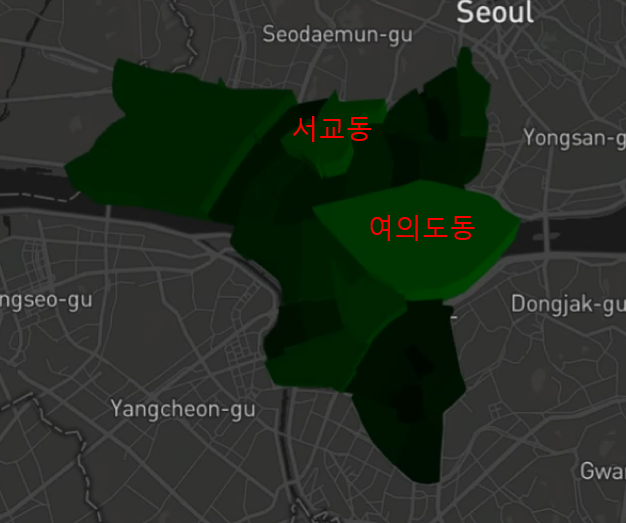 Seoul
Seodaemun-gu
서교동
Yongsan-g
여의도동
ngseo-gu
Dongjak-gu
Yangcheon-gu
Gwa